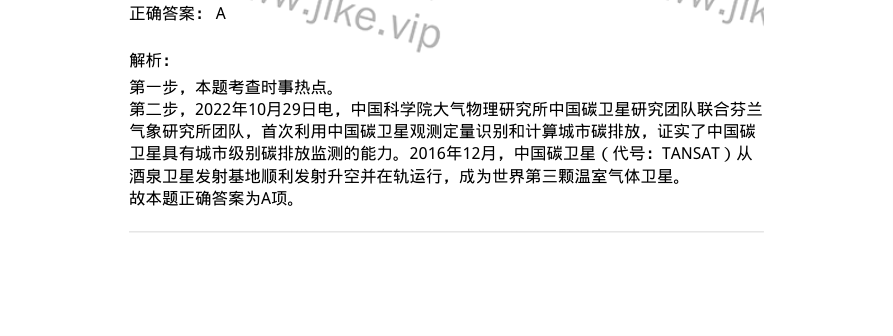 正确答案： A
www.jlke.vip
解析：
第一步，本题考查时事热点。
第二步，2022年10月29日电，中国科学院大气物理研究所中国碳卫星研究团队联合芬兰
气象研究所团队，首次利用中国碳卫星观测定量识别和计算城市碳排放，证实了中国碳
卫星具有城市级别碳排放监测的能力。2016年12月，中国碳卫星（代号：TANSAT）从
酒泉卫星发射基地顺利发射升空并在轨运行，成为世界第三颗温室气体卫星。
故本题正确答案为A项。